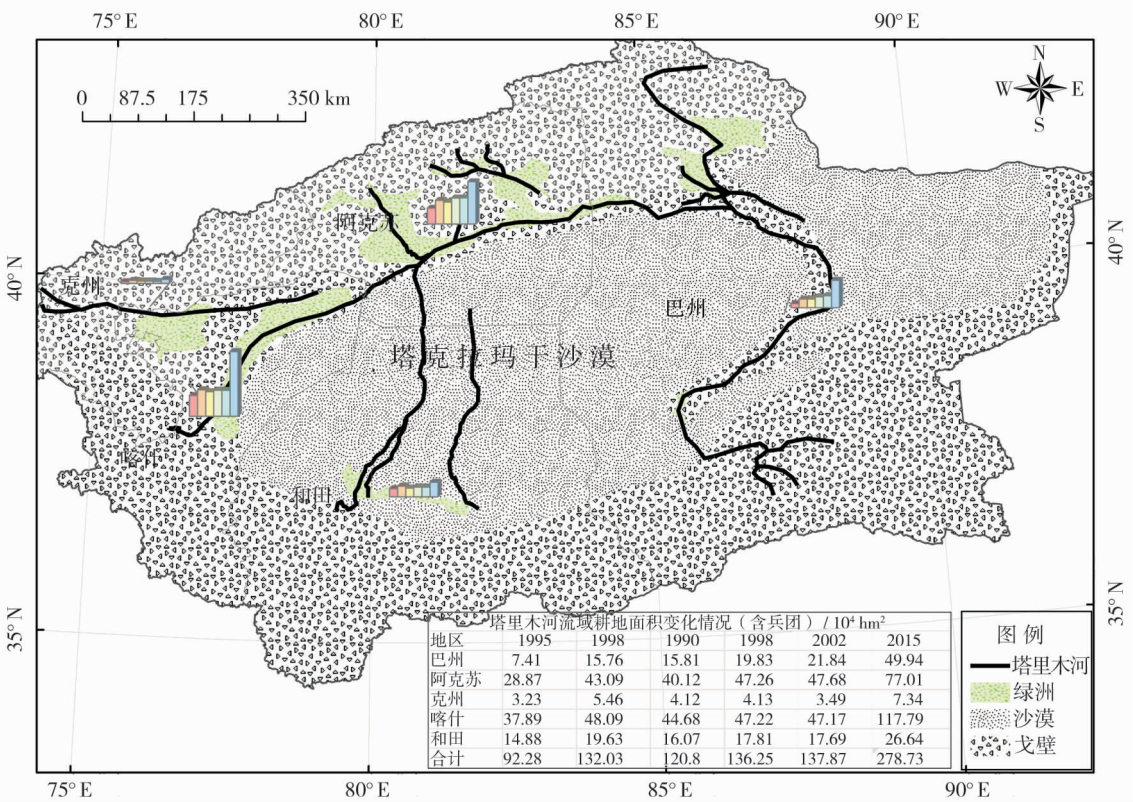 75° E 80° E 85° E 90° E
0 87.5 175 350 km
N
W E
S
40° N
40° N
阿克苏
克州
巴州
塔克拉玛干沙漠
喀什
和田
35° N
35° N
塔里木河流域耕地面积变化情况（含兵团）/ 10⁴ hm²
地区 1995 1998 1990 1998 2002 2015
巴州 7.41 15.76 15.81 19.83 21.84 49.94
阿克苏 28.87 43.09 40.12 47.26 47.68 77.01
克州 3.23 5.46 4.12 4.13 3.49 7.34
喀什 37.89 48.09 44.68 47.22 47.17 117.79
和田 14.88 19.63 16.07 17.81 17.69 26.64
合计 92.28 132.03 120.8 136.25 137.87 278.73
图 例
塔里木河
绿洲
沙漠
戈壁
75° E 80° E 85° E 90° E